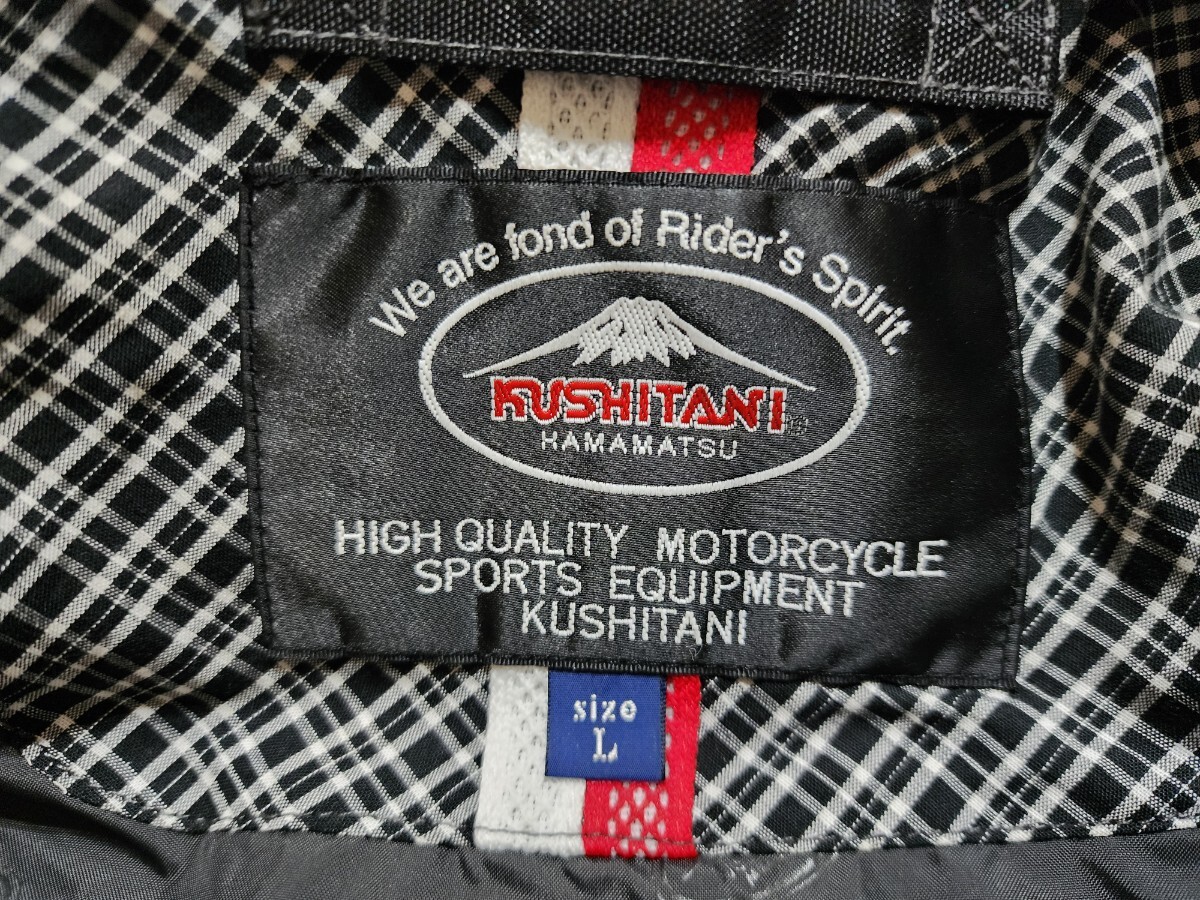 We are fond of Rider's Spirit.
KUSHITANI
HAMAMATSU
HIGH QUALITY MOTORCYCLE
SPORTS EQUIPMENT
KUSHITANI
size
L